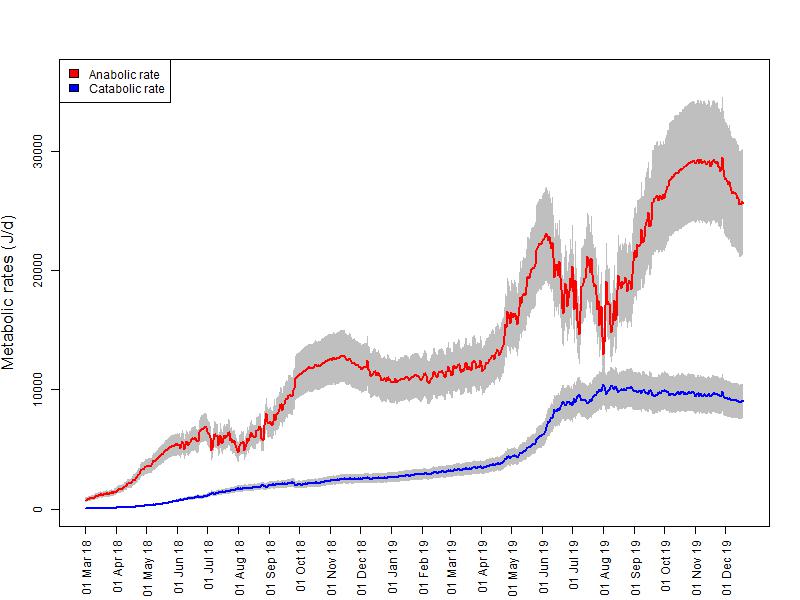 Anabolic rate
Catabolic rate
Metabolic rates (J/d)
30000
20000
10000
0
01 Mar 18
01 Apr 18
01 May 18
01 Jun 18
01 Jul 18
01 Aug 18
01 Sep 18
01 Oct 18
01 Nov 18
01 Dec 18
01 Jan 19
01 Feb 19
01 Mar 19
01 Apr 19
01 May 19
01 Jun 19
01 Jul 19
01 Aug 19
01 Sep 19
01 Oct 19
01 Nov 19
01 Dec 19